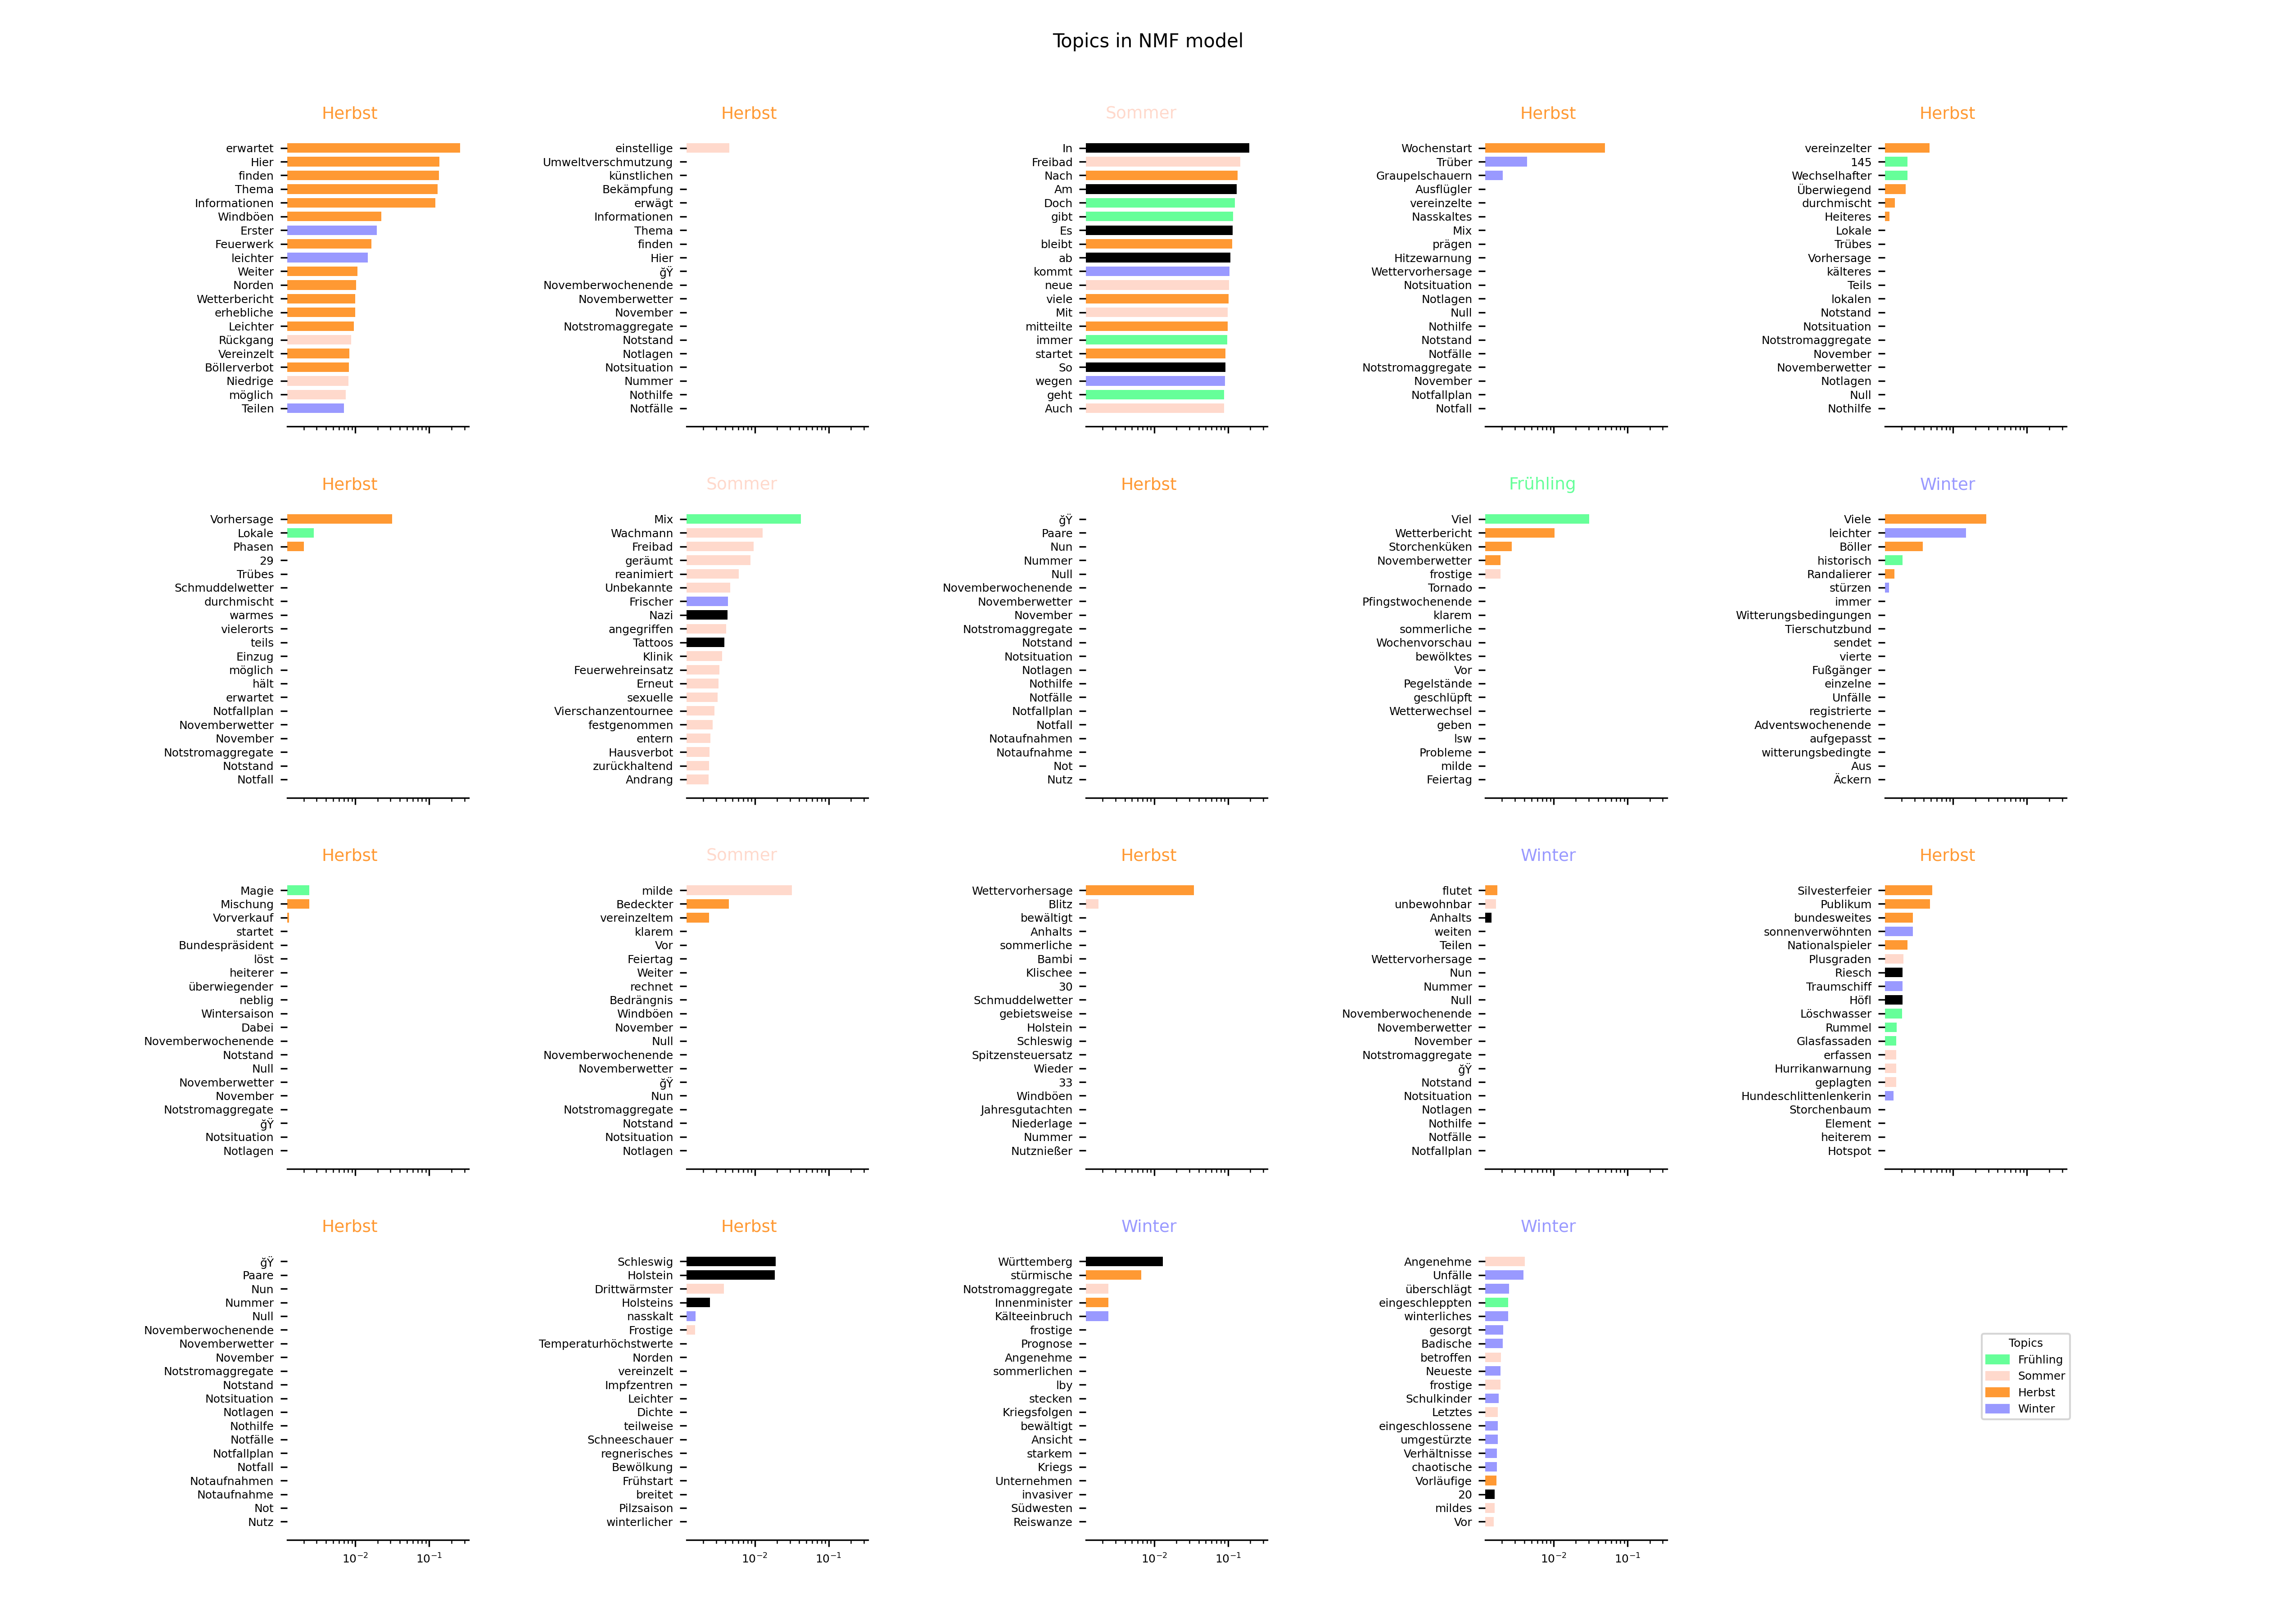 Topics in NMF model
Herbst
erwartet
Hier
finden
Thema
Informationen
Windböen
Erster
Feuerwerk
leichter
Weiter
Norden
Wetterbericht
erhebliche
Leichter
Rückgang
Vereinzelt
Böllerverbot
Niedrige
möglich
Teilen
Herbst
einstellige
Umweltverschmutzung
künstlichen
Bekämpfung
erwägt
Informationen
Thema
finden
Hier
ğŸ
Novemberwochenende
Novemberwetter
November
Notstromaggregate
Notstand
Notlagen
Notsituation
Nummer
Nothilfe
Notfälle
Sommer
In
Freibad
Nach
Am
Doch
gibt
Es
bleibt
ab
kommt
neue
viele
Mit
mitteilte
immer
startet
So
wegen
geht
Auch
Herbst
Wochenstart
Trüber
Graupelschauern
Ausflügler
vereinzelte
Nasskaltes
Mix
prägen
Hitzewarnung
Wettervorhersage
Notsituation
Notlagen
Null
Nothilfe
Notstand
Notfälle
Notstromaggregate
November
Notfallplan
Notfall
Herbst
vereinzelter
145
Wechselhafter
Überwiegend
durchmischt
Heiteres
Lokale
Trübes
Vorhersage
kälteres
Teils
lokalen
Notstand
Notsituation
Notstromaggregate
November
Novemberwetter
Notlagen
Null
Nothilfe
Herbst
Vorhersage
Lokale
Phasen
29
Trübes
Schmuddelwetter
durchmischt
warmes
vielerorts
teils
Einzug
möglich
hält
erwartet
Notfallplan
Novemberwetter
November
Notstromaggregate
Notstand
Notfall
Sommer
Mix
Wachmann
Freibad
geräumt
reanimiert
Unbekannte
Frischer
Nazi
angegriffen
Tattoos
Klinik
Feuerwehreinsatz
Erneut
sexuelle
Vierschanzentournee
festgenommen
entern
Hausverbot
zurückhaltend
Andrang
Herbst
ğŸ
Paare
Nun
Nummer
Null
Novemberwochenende
Novemberwetter
November
Notstromaggregate
Notstand
Notsituation
Notlagen
Nothilfe
Notfälle
Notfallplan
Notfall
Notaufnahmen
Notaufnahme
Not
Nutz
Frühling
Viel
Wetterbericht
Storchenküken
Novemberwetter
frostige
Tornado
Pfingstwochenende
klarem
sommerliche
Wochenvorschau
bewölktes
Vor
Pegelstände
geschlüpft
Wetterwechsel
geben
lsw
Probleme
milde
Feiertag
Winter
Viele
leichter
Böller
historisch
Randalierer
stürzen
immer
Witterungsbedingungen
Tierschutzbund
sendet
vierte
Fußgänger
einzelne
Unfälle
registrierte
Adventswochenende
aufgepasst
witterungsbedingte
Aus
Äckern
Herbst
Magie
Mischung
Vorverkauf
startet
Bundespräsident
löst
heiterer
überwiegender
neblig
Wintersaison
Dabei
Novemberwochenende
Notstand
Null
Novemberwetter
November
Notstromaggregate
ğŸ
Notsituation
Notlagen
Sommer
milde
Bedeckter
vereinzeltem
klarem
Vor
Feiertag
Weiter
rechnet
Bedrängnis
Windböen
November
Null
Novemberwochenende
Novemberwetter
ğŸ
Nun
Notstromaggregate
Notstand
Notsituation
Notlagen
Herbst
Wettervorhersage
Blitz
bewältigt
Anhalts
sommerliche
Bambi
Klischee
30
Schmuddelwetter
gebietsweise
Holstein
Schleswig
Spitzensteuersatz
Wieder
33
Windböen
Jahresgutachten
Niederlage
Nummer
Nutznießer
Winter
flutet
unbewohnbar
Anhalts
weiten
Teilen
Wettervorhersage
Nun
Nummer
Null
Novemberwochenende
Novemberwetter
November
Notstromaggregate
ğŸ
Notstand
Notsituation
Notlagen
Nothilfe
Notfälle
Notfallplan
Herbst
Silvesterfeier
Publikum
bundesweites
sonnenverwöhnten
Nationalspieler
Plusgraden
Riesch
Traumschiff
Höfl
Löschwasser
Rummel
Glasfassaden
erfassen
Hurrikanwarnung
geplagten
Hundeschlittenlenkerin
Storchenbaum
Element
heiterem
Hotspot
Herbst
ğŸ
Paare
Nun
Nummer
Null
Novemberwochenende
Novemberwetter
November
Notstromaggregate
Notstand
Notsituation
Notlagen
Nothilfe
Notfälle
Notfallplan
Notfall
Notaufnahmen
Notaufnahme
Not
Nutz
10⁻² 10⁻¹
Herbst
Schleswig
Holstein
Drittwärmster
Holsteins
nasskalt
Frostige
Temperaturhöchstwerte
Norden
vereinzelt
Impfzentren
Leichter
Dichte
teilweise
Schneeschauer
regnerisches
Bewölkung
Frühstart
breitet
Pilzsaison
winterlicher
10⁻² 10⁻¹
Winter
Württemberg
stürmische
Notstromaggregate
Innenminister
Kälteeinbruch
frostige
Prognose
Angenehme
sommerlichen
lby
stecken
Kriegsfolgen
bewältigt
Ansicht
starkem
Kriegs
Unternehmen
invasiver
Südwesten
Reiswanze
10⁻² 10⁻¹
Winter
Angenehme
Unfälle
überschlägt
eingeschleppten
winterliches
gesorgt
Badische
betroffen
Neueste
frostige
Schulkinder
Letztes
eingeschlossene
umgestürzte
Verhältnisse
chaotische
Vorläufige
20
mildes
Vor
10⁻² 10⁻¹
Topics
Frühling
Sommer
Herbst
Winter